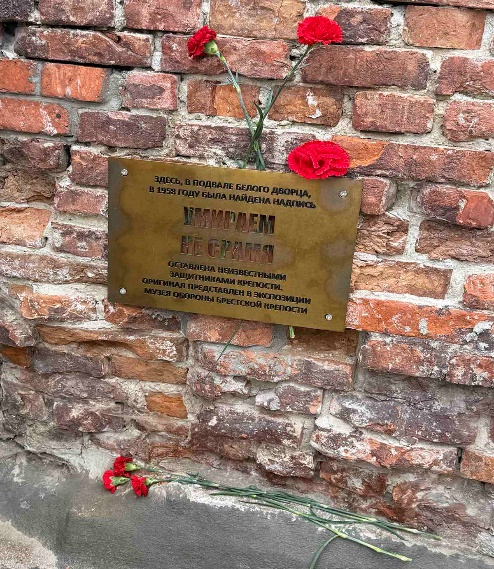 ЗДЕСЬ, В ПОДВАЛЕ БЕЛОГО ДВОРЦА,
В 1958 ГОДУ БЫЛА НАЙДЕНА НАДПИСЬ
УМИРАЕМ
НЕ СРАМЯ
ОСТАВЛЕНА НЕИЗВЕСТНЫМИ
ЗАЩИТНИКАМИ КРЕПОСТИ.
ОРИГИНАЛ ПРЕДСТАВЛЕН В ЭКСПОЗИЦИИ
МУЗЕЯ ОБОРОНЫ БРЕСТСКОЙ КРЕПОСТИ